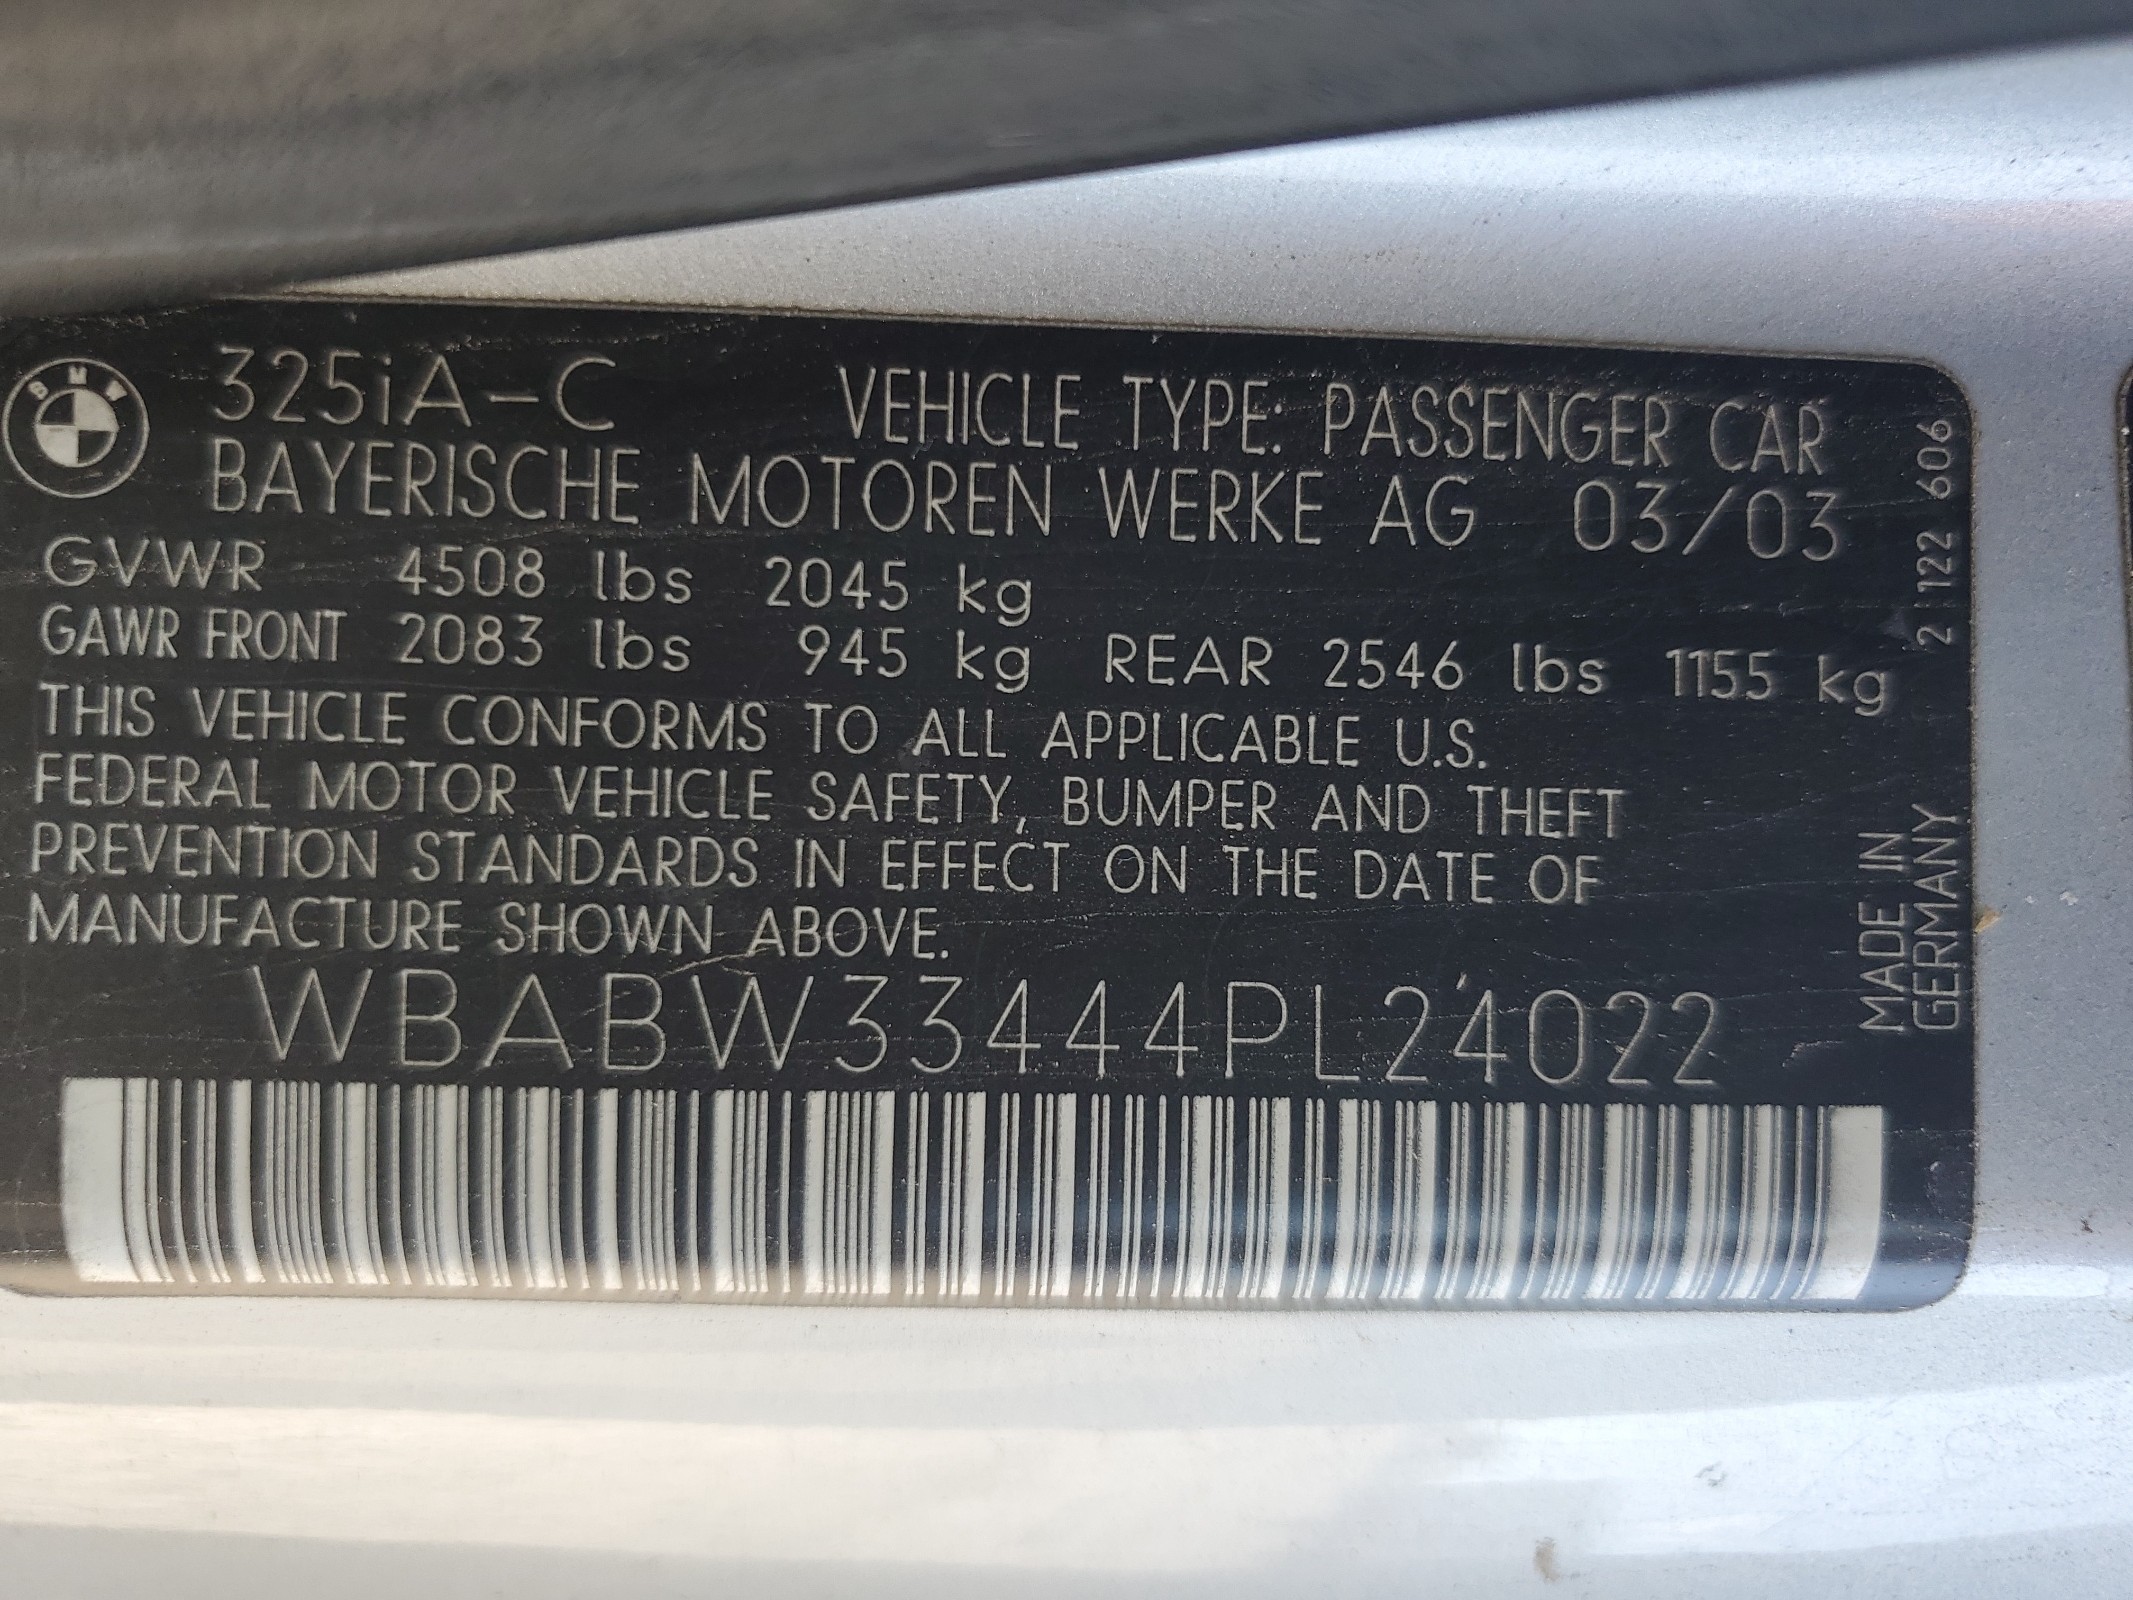 BMW
325iA-C VEHICLE TYPE: PASSENGER CAR
BAYERISCHE MOTOREN WERKE AG 03/03
GVWR 4508 lbs 2045 kg
GAWR FRONT 2083 lbs 945 kg REAR 2546 lbs 1155 kg
THIS VEHICLE CONFORMS TO ALL APPLICABLE U.S.
FEDERAL MOTOR VEHICLE SAFETY, BUMPER AND THEFT
PREVENTION STANDARDS IN EFFECT ON THE DATE OF
MANUFACTURE SHOWN ABOVE.
WBABW33444PL24022
2 122 606
MADE IN
GERMANY